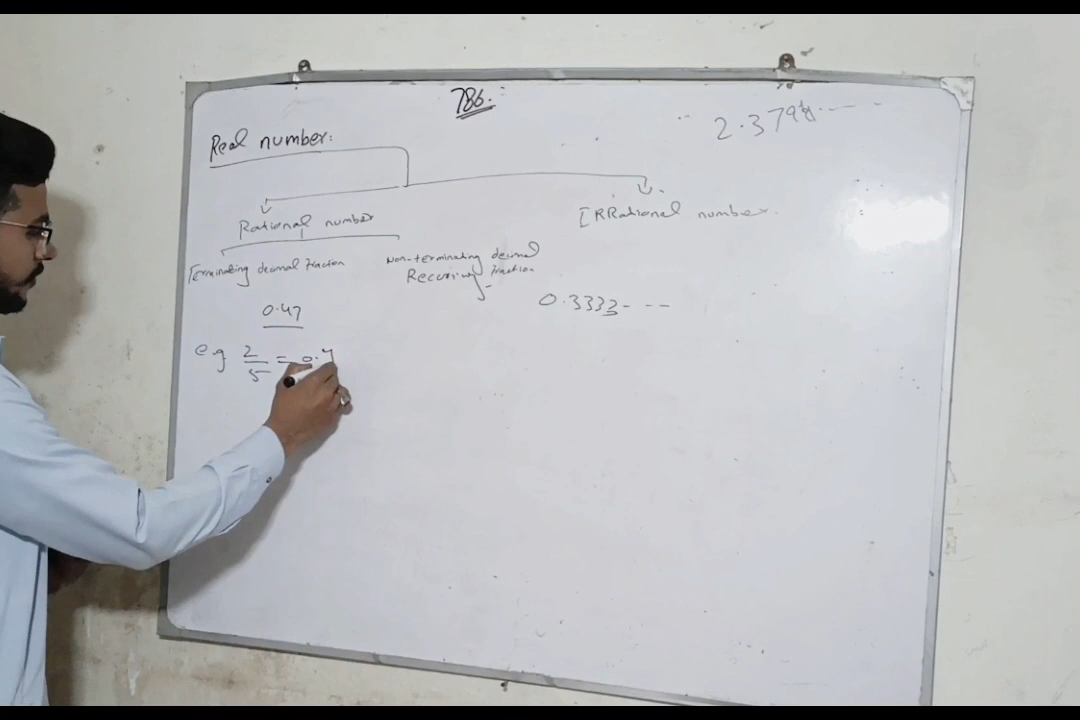 786.
2.379
Real number:
Rational number
IRRational number.
Terminating decimal fraction
Non-terminating decimal
Recurring fraction
0.47
0.3333- - - -
e.g 2/5 = 0.4